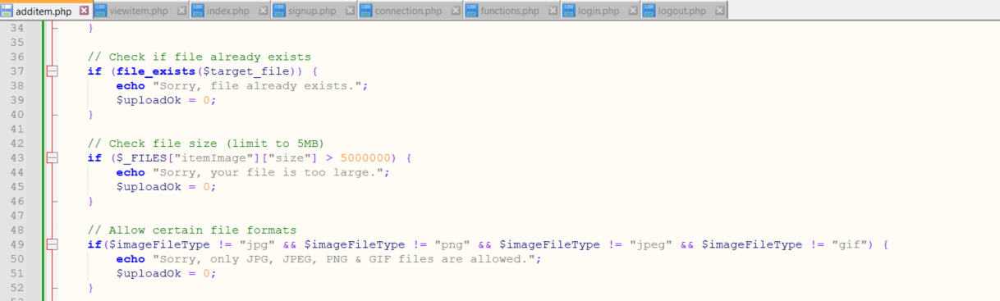 additem.php viewitem.php index.php signup.php connection.php functions.php login.php logout.php
34 }
35
36 // Check if file already exists
37 if (file_exists($target_file)) {
38 echo "Sorry, file already exists.";
39 $uploadOk = 0;
40 }
41
42 // Check file size (limit to 5MB)
43 if ($_FILES["itemImage"]["size"] > 5000000) {
44 echo "Sorry, your file is too large.";
45 $uploadOk = 0;
46 }
47
48 // Allow certain file formats
49 if($imageFileType != "jpg" && $imageFileType != "png" && $imageFileType != "jpeg" && $imageFileType != "gif") {
50 echo "Sorry, only JPG, JPEG, PNG & GIF files are allowed.";
51 $uploadOk = 0;
52 }